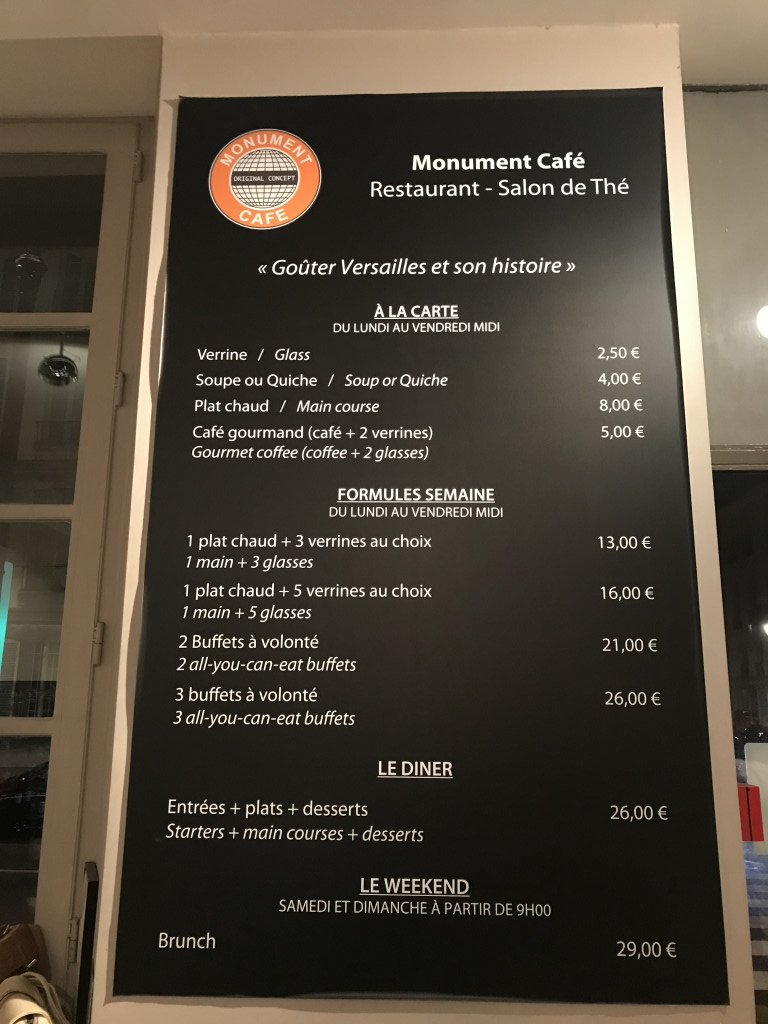 MONUMENT
ORIGINAL CONCEPT
CAFE
Monument Café
Restaurant - Salon de Thé
« Goûter Versailles et son histoire »
À LA CARTE
DU LUNDI AU VENDREDI MIDI
Verrine / Glass 2,50 €
Soupe ou Quiche / Soup or Quiche 4,00 €
Plat chaud / Main course 8,00 €
Café gourmand (café + 2 verrines) 5,00 €
Gourmet coffee (coffee + 2 glasses)
FORMULES SEMAINE
DU LUNDI AU VENDREDI MIDI
1 plat chaud + 3 verrines au choix 13,00 €
1 main + 3 glasses
1 plat chaud + 5 verrines au choix 16,00 €
1 main + 5 glasses
2 Buffets à volonté 21,00 €
2 all-you-can-eat buffets
3 buffets à volonté 26,00 €
3 all-you-can-eat buffets
LE DINER
Entrées + plats + desserts 26,00 €
Starters + main courses + desserts
LE WEEKEND
SAMEDI ET DIMANCHE À PARTIR DE 9H00
Brunch 29,00 €